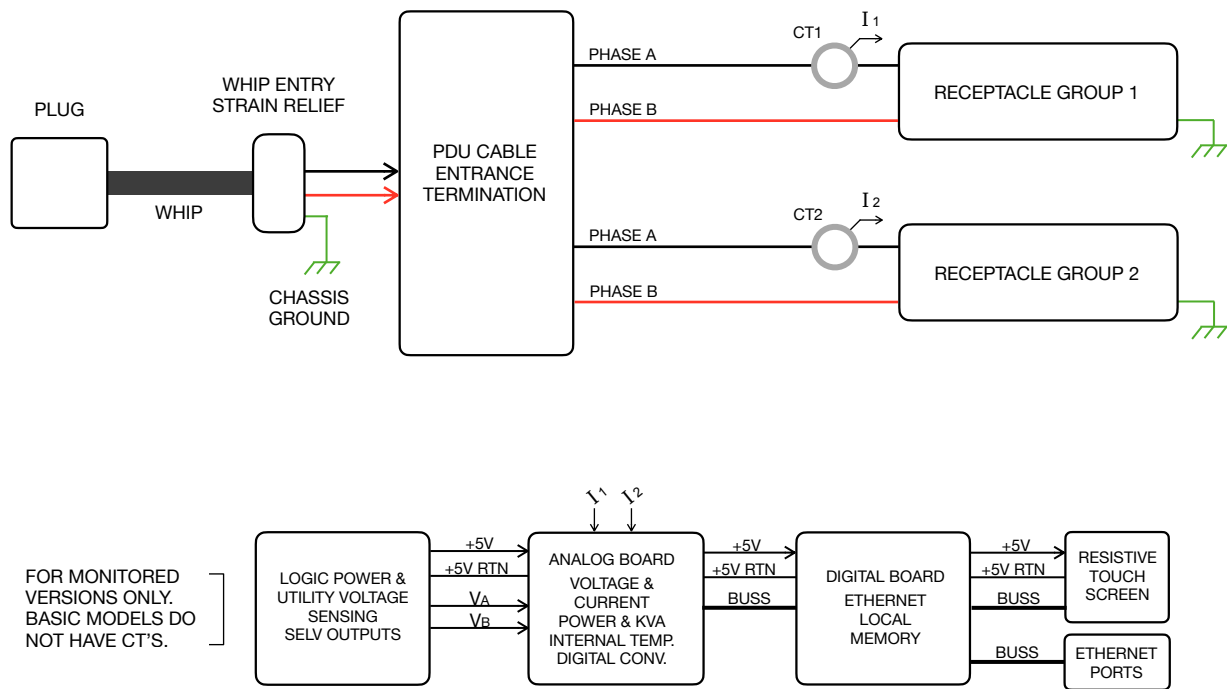 PLUG
WHIP
WHIP ENTRY
STRAIN RELIEF
CHASSIS
GROUND
PDU CABLE
ENTRANCE
TERMINATION
PHASE A
CT1
I 1
PHASE B
RECEPTACLE GROUP 1
PHASE A
CT2
I 2
PHASE B
RECEPTACLE GROUP 2
FOR MONITORED
VERSIONS ONLY.
BASIC MODELS DO
NOT HAVE CT'S.
LOGIC POWER &
UTILITY VOLTAGE
SENSING
SELV OUTPUTS
+5V
+5V RTN
VA
VB
I1
I2
ANALOG BOARD
VOLTAGE &
CURRENT
POWER & KVA
INTERNAL TEMP.
DIGITAL CONV.
+5V
+5V RTN
BUSS
DIGITAL BOARD
ETHERNET
LOCAL
MEMORY
+5V
+5V RTN
BUSS
BUSS
RESISTIVE
TOUCH
SCREEN
ETHERNET
PORTS